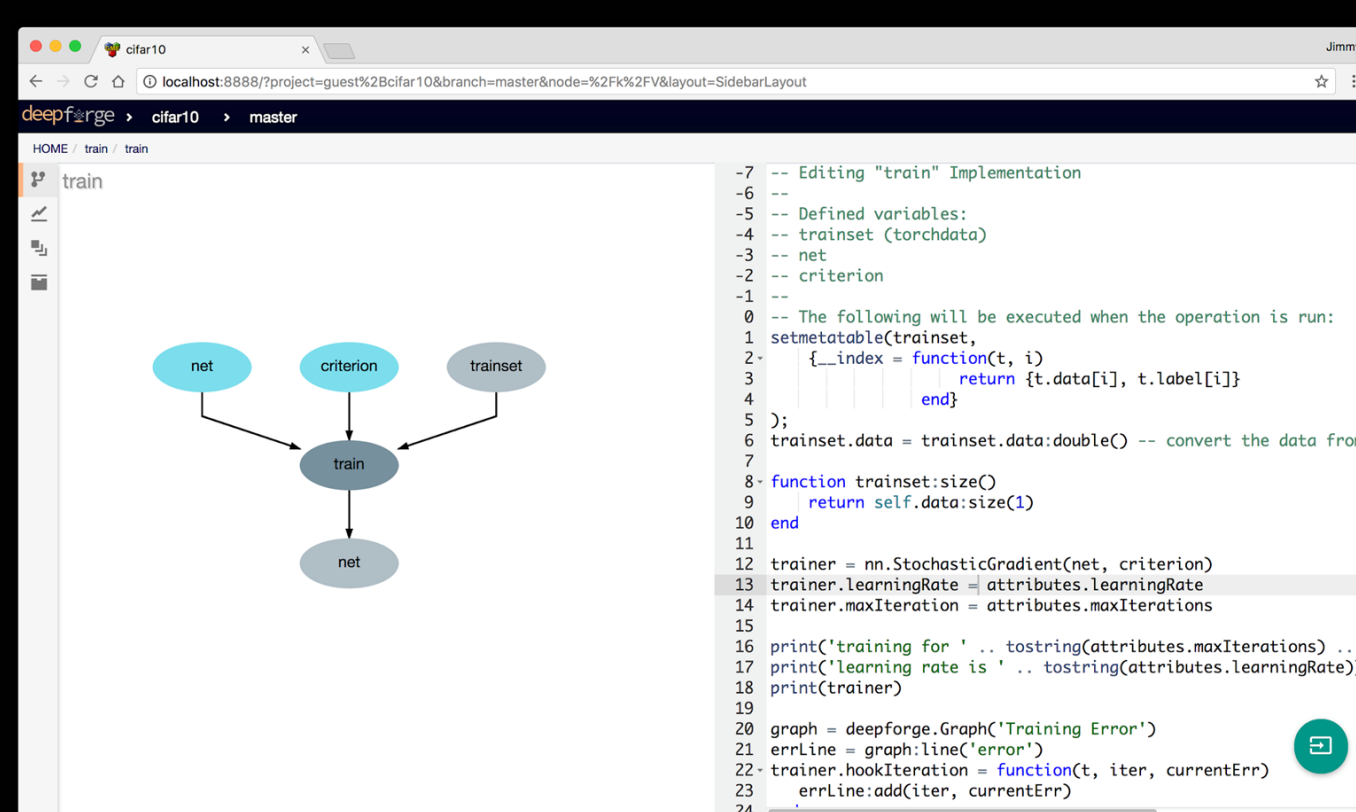 cifar10
Jimm
localhost:8888/?project=guest%2Bcifar10&branch=master&node=%2Fk%2FV&layout=SidebarLayout
deepforge › cifar10 › master
HOME / train / train
train
net criterion trainset
train
net
-7 -- Editing "train" Implementation
-6 --
-5 -- Defined variables:
-4 -- trainset (torchdata)
-3 -- net
-2 -- criterion
-1 --
0 -- The following will be executed when the operation is run:
1 setmetatable(trainset,
2 {__index = function(t, i)
3 return {t.data[i], t.label[i]}
4 end}
5 );
6 trainset.data = trainset.data:double() -- convert the data fro
7
8 function trainset:size()
9 return self.data:size(1)
10 end
11
12 trainer = nn.StochasticGradient(net, criterion)
13 trainer.learningRate = attributes.learningRate
14 trainer.maxIteration = attributes.maxIterations
15
16 print('training for ' .. tostring(attributes.maxIterations) ..
17 print('learning rate is ' .. tostring(attributes.learningRate)
18 print(trainer)
19
20 graph = deepforge.Graph('Training Error')
21 errLine = graph:line('error')
22 trainer.hookIteration = function(t, iter, currentErr)
23 errLine:add(iter, currentErr)
24